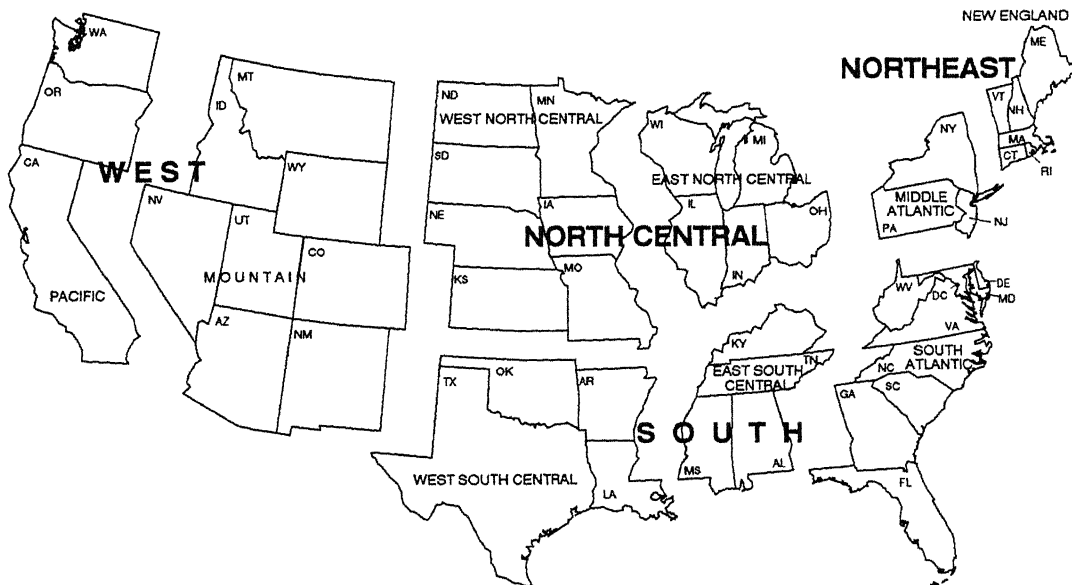 NEW ENGLAND
WA
ME
NORTHEAST
MT
OR
ID
ND
MN
VT
NH
WEST NORTH CENTRAL
WI
MI
NY
MA
CT
RI
CA
WEST
WY
SD
EAST NORTH CENTRAL
NV
UT
NE
IA
IL
OH
MIDDLE
ATLANTIC
PA
NJ
NORTH CENTRAL
CO
MOUNTAIN
KS
MO
IN
PACIFIC
WV
DC
DE
MD
AZ
NM
VA
KY
TN
SOUTH
ATLANTIC
NC
TX
OK
AR
EAST SOUTH
CENTRAL
GA
SC
SOUTH
WEST SOUTH CENTRAL
LA
MS
AL
FL